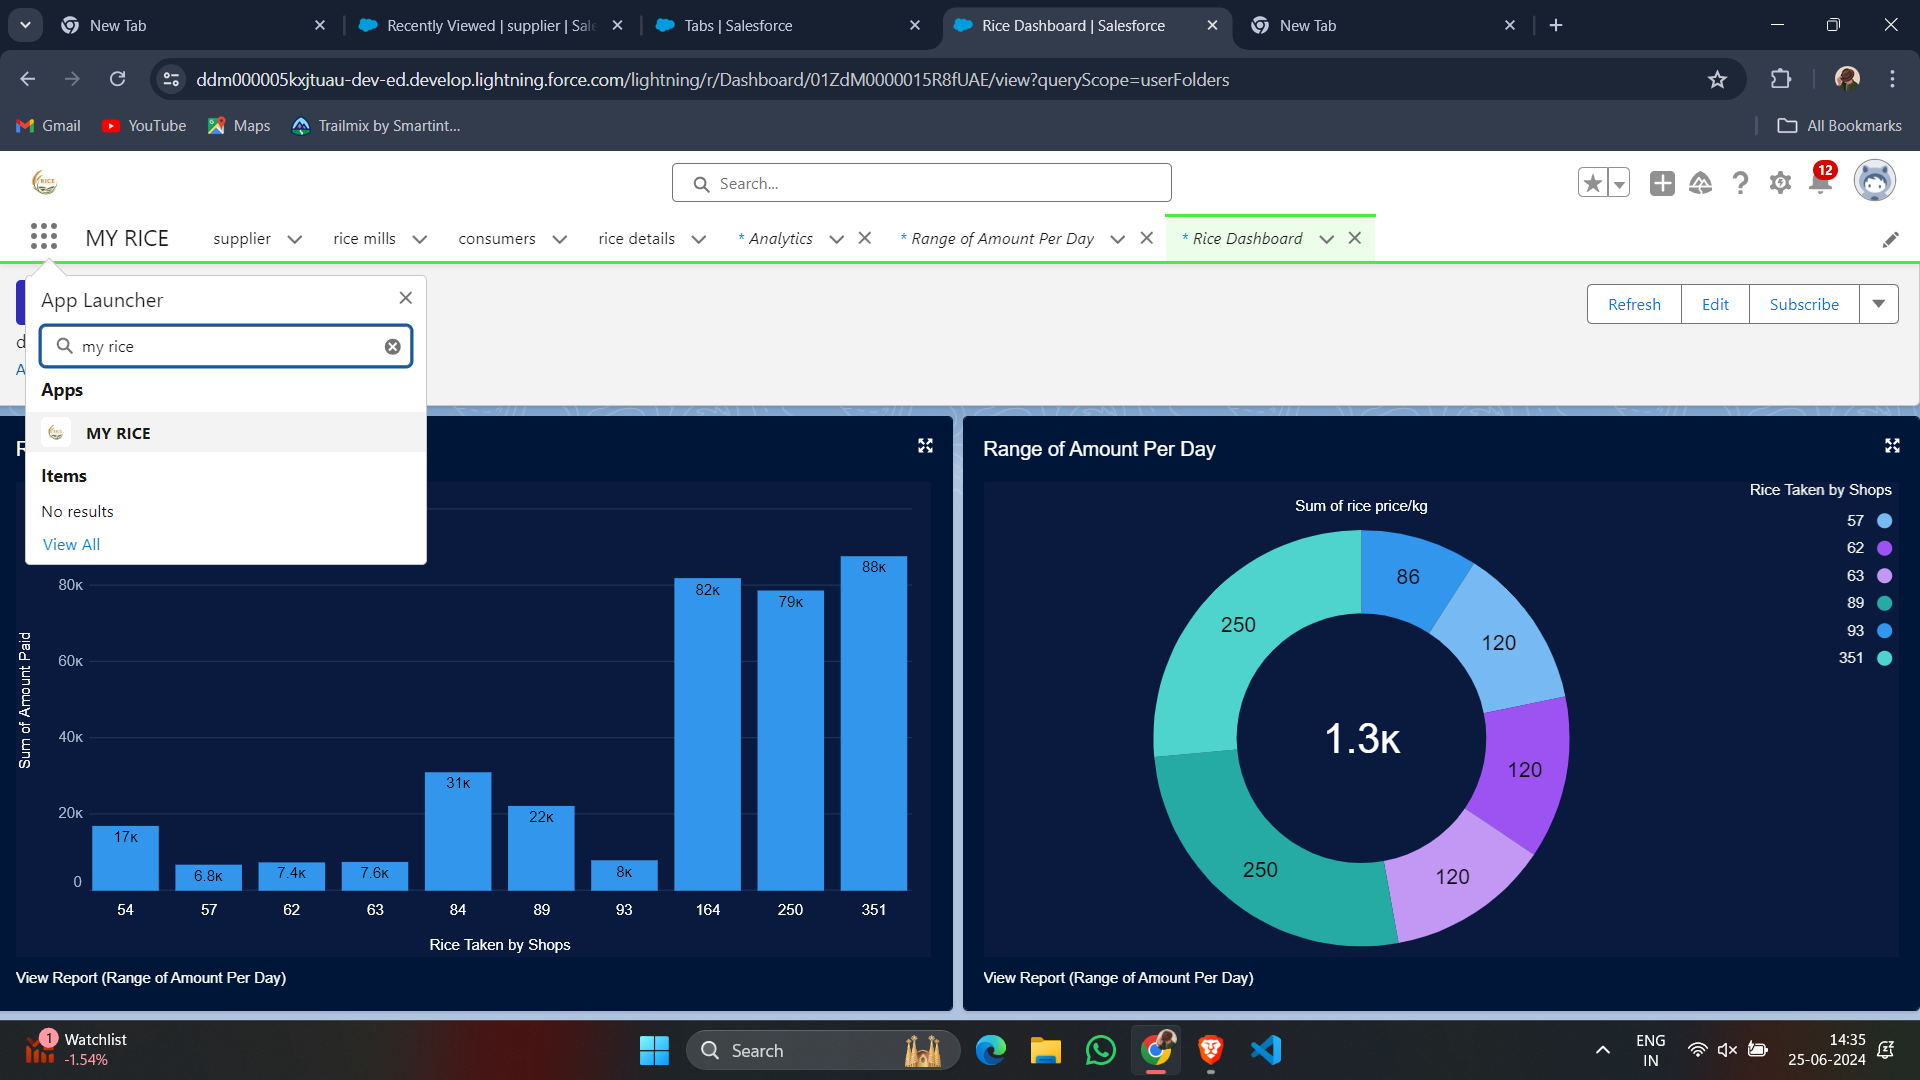 New Tab
Recently Viewed | supplier | Sale
Tabs | Salesforce
Rice Dashboard | Salesforce
New Tab
ddm000005kxjtuau-dev-ed.develop.lightning.force.com/lightning/r/Dashboard/01ZdM0000015R8fUAE/view?queryScope=userFolders
Gmail
YouTube
Maps
Trailmix by Smartint...
All Bookmarks
RICE
Search...
12
MY RICE
supplier
rice mills
consumers
rice details
* Analytics
* Range of Amount Per Day
* Rice Dashboard
App Launcher
my rice
Apps
MY RICE
Items
No results
View All
Refresh
Edit
Subscribe
d
A
R
80K
60K
40K
20K
0
Sum of Amount Paid
17K
6.8K
7.4K
7.6K
31K
22K
8K
82K
79K
88K
54
57
62
63
84
89
93
164
250
351
Rice Taken by Shops
View Report (Range of Amount Per Day)
Range of Amount Per Day
Rice Taken by Shops
57
62
63
89
93
351
Sum of rice price/kg
86
120
120
120
250
250
1.3K
View Report (Range of Amount Per Day)
1
Watchlist
-1.54%
Search
ENG
IN
14:35
25-06-2024